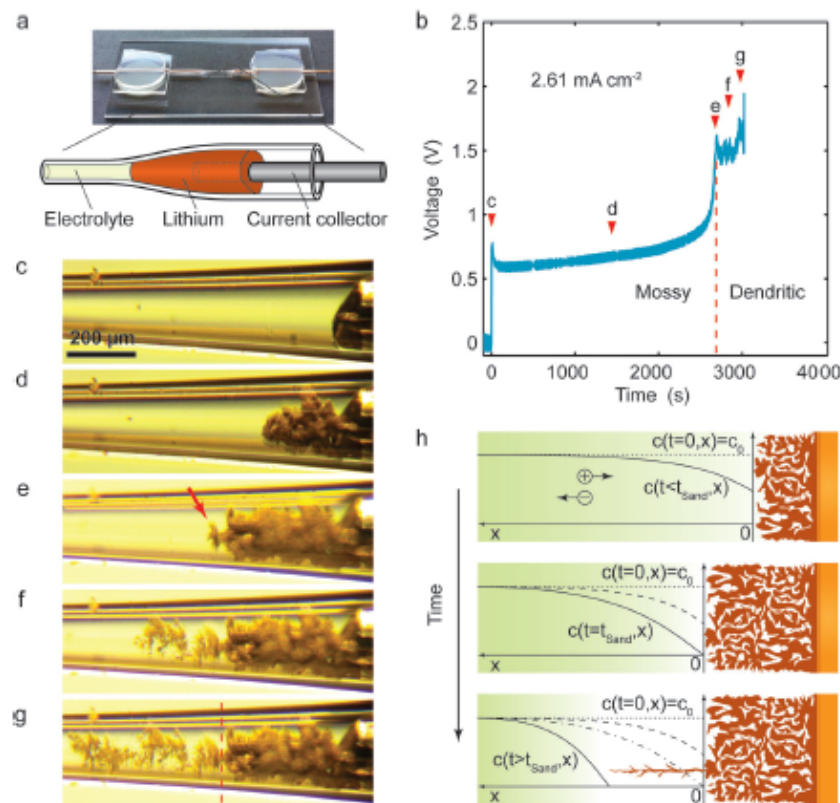 a
Electrolyte Lithium Current collector
b
2.61 mA cm⁻²
c
d
e
f
g
Mossy Dendritic
Voltage (V)
2.5
2
1.5
1
0.5
0
0 1000 2000 3000 4000
Time (s)
c
200 μm
d
e
f
g
h
Time
c(t=0,x)=c₀
c(t<t_Sand,x)
+
−
x 0
c(t=0,x)=c₀
c(t=t_Sand,x)
x 0
c(t=0,x)=c₀
c(t>t_Sand,x)
x 0